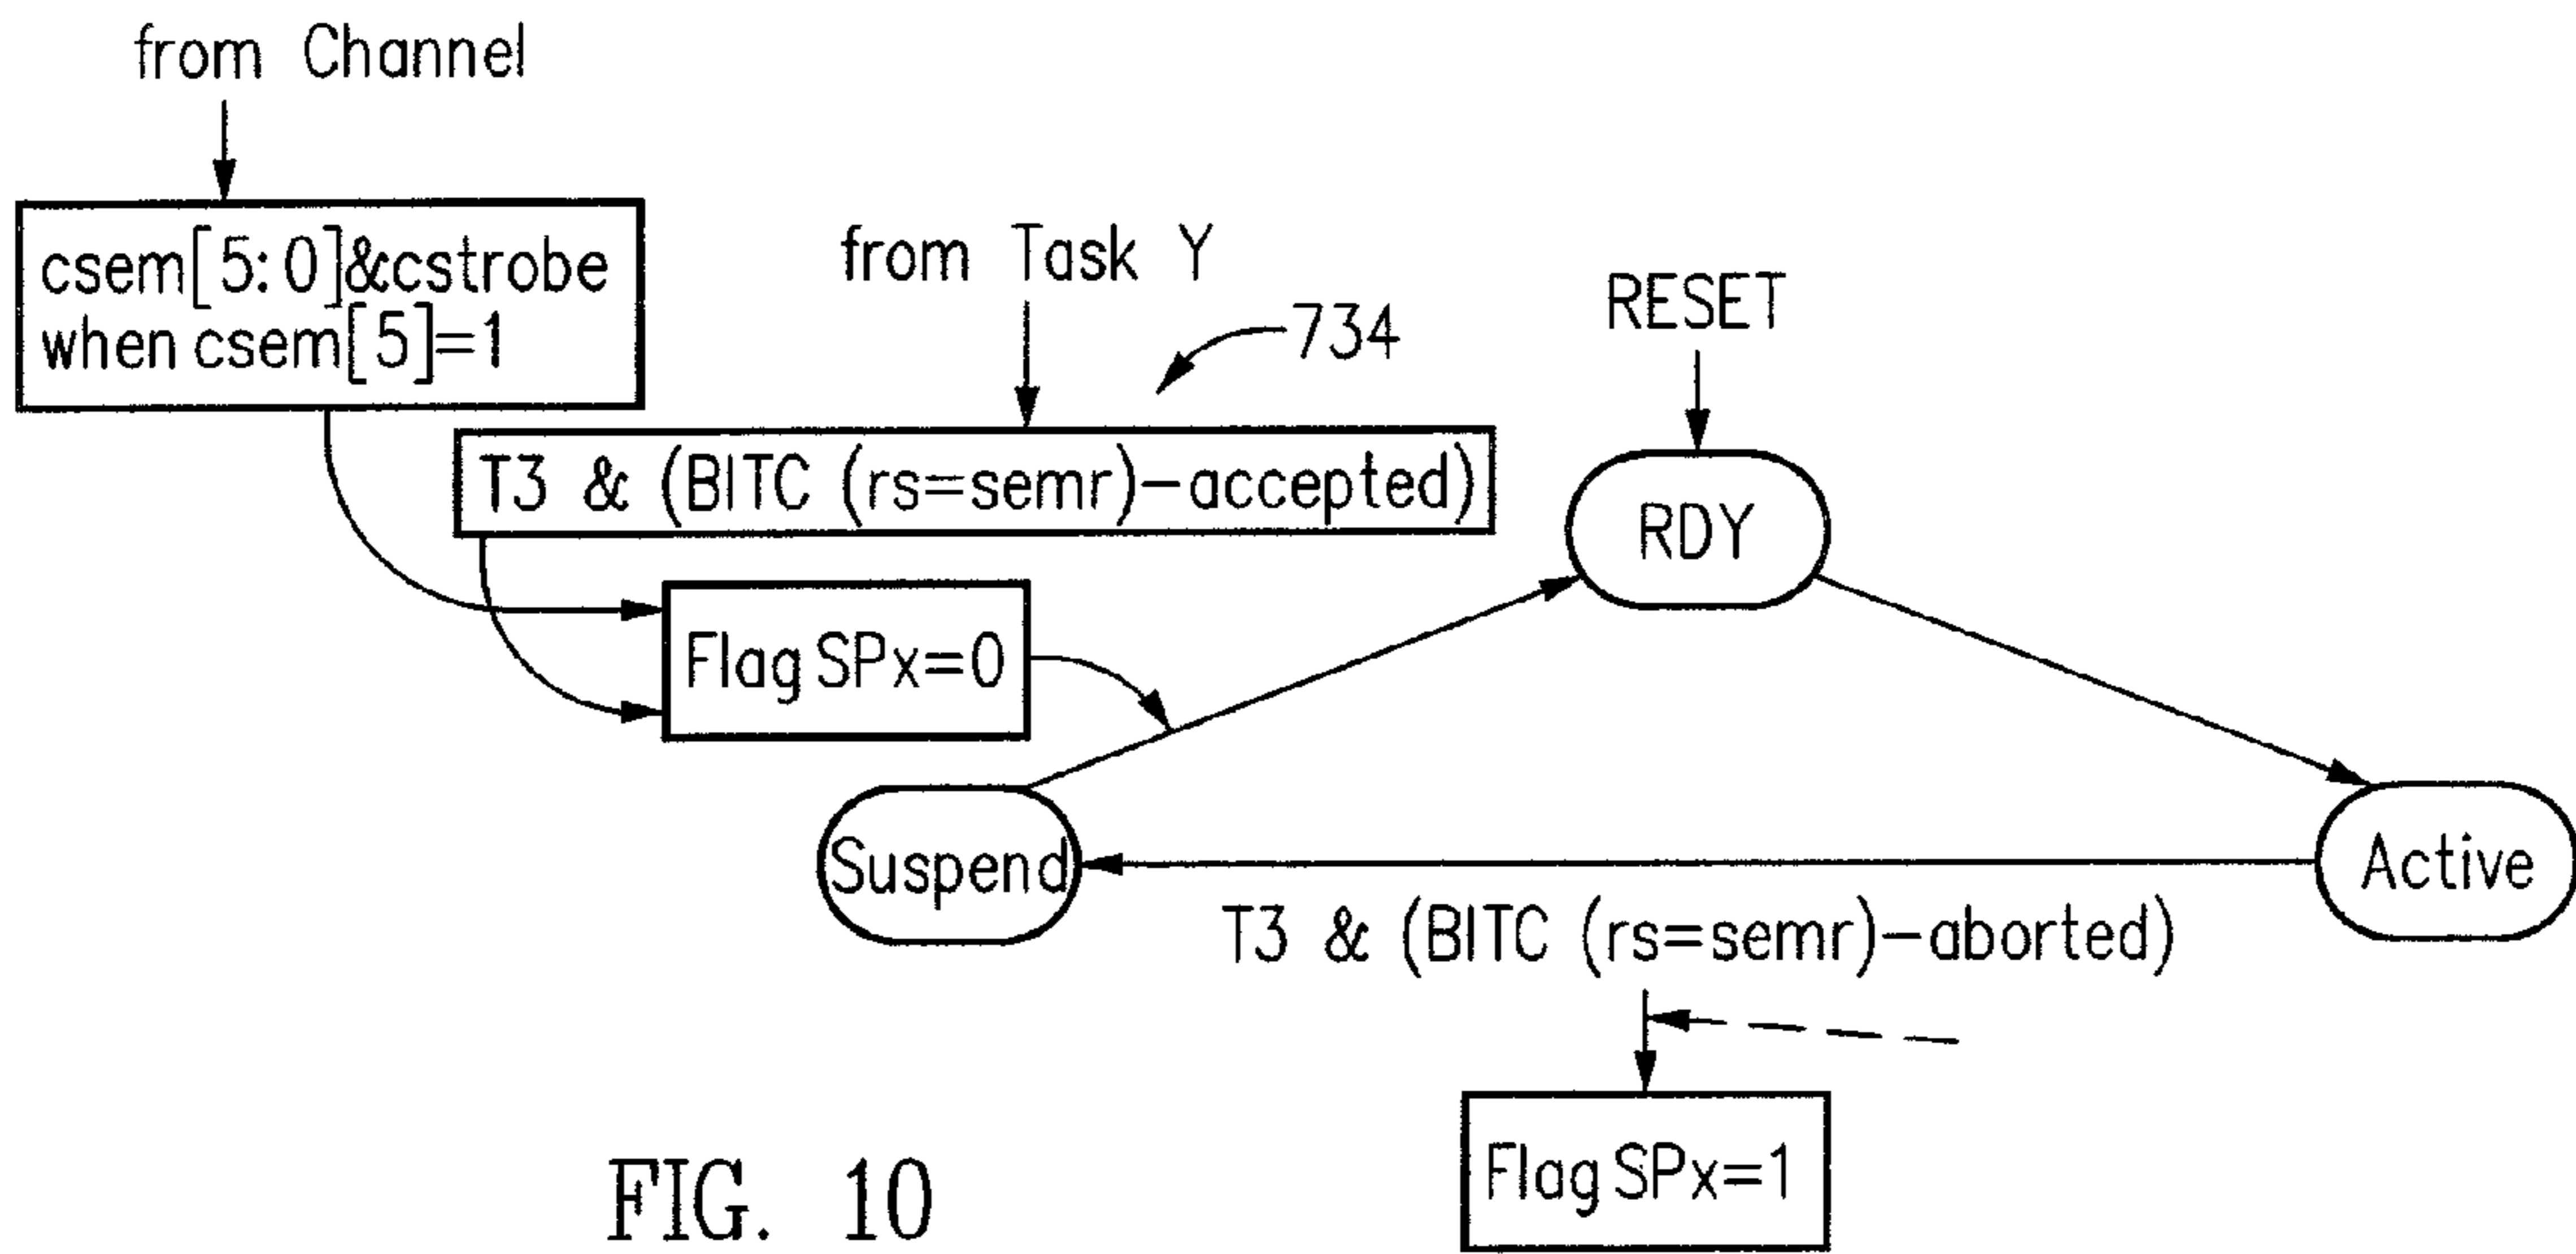 from Channel
csem[5:0]&cstrobe
when csem[5]=1
from Task Y
734
RESET
T3 & (BITC (rs=semr)-accepted)
RDY
Flag SPx=0
Suspend
Active
T3 & (BITC (rs=semr)-aborted)
Flag SPx=1
FIG. 10